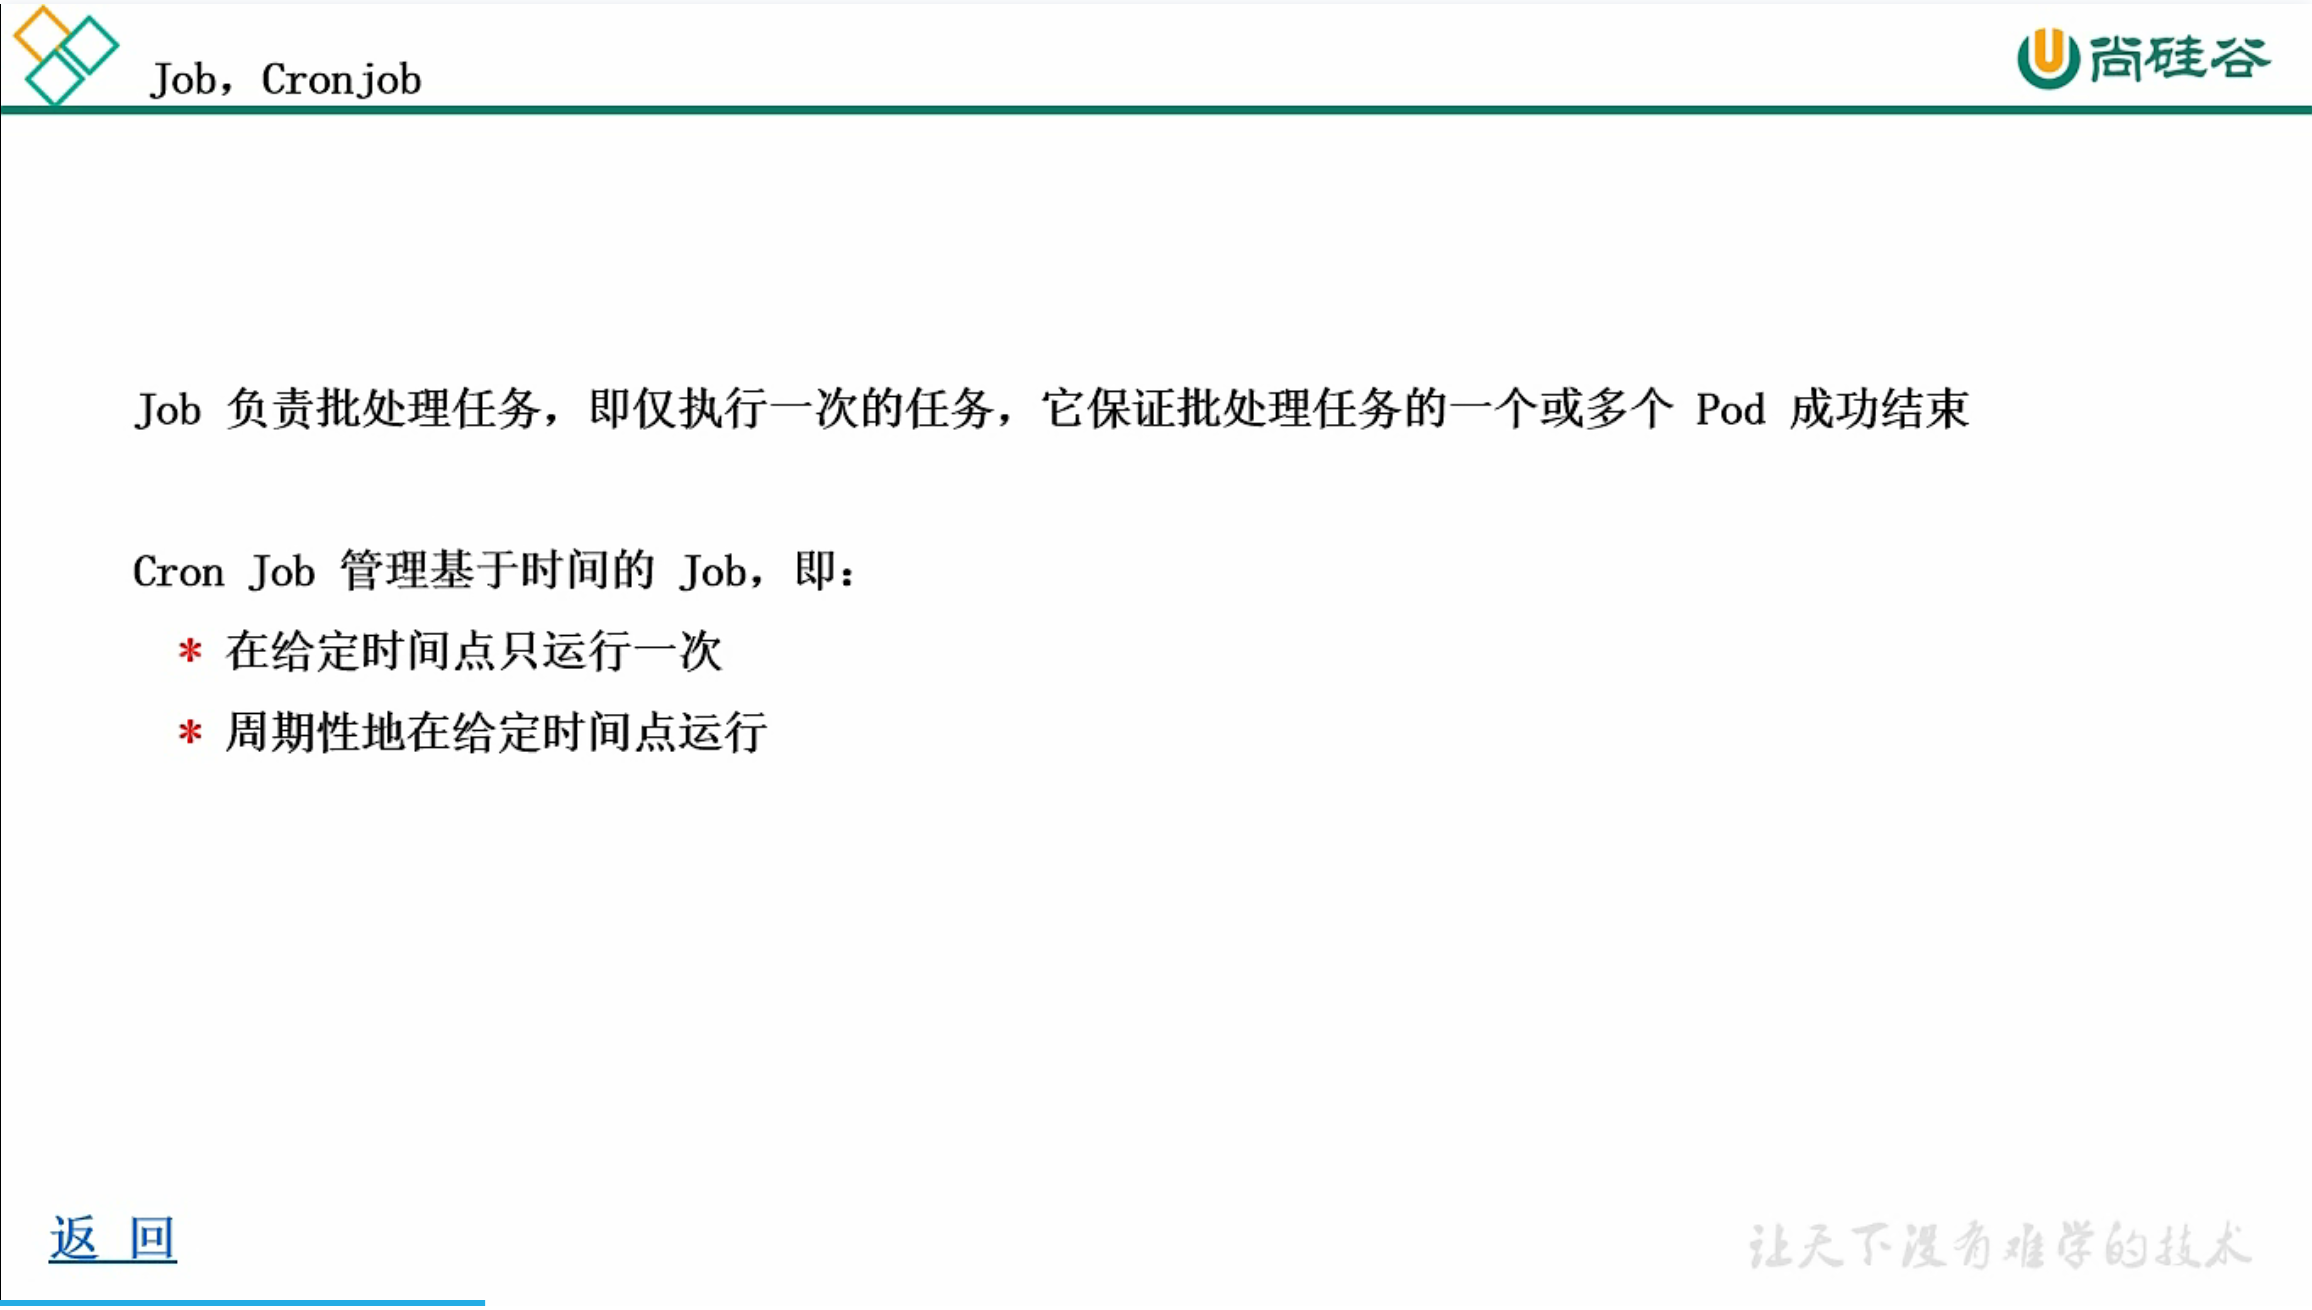 Job，Cronjob
尚硅谷
Job 负责批处理任务，即仅执行一次的任务，它保证批处理任务的一个或多个 Pod 成功结束
Cron Job 管理基于时间的 Job，即：
* 在给定时间点只运行一次
* 周期性地在给定时间点运行
返 回
让天下没有难学的技术